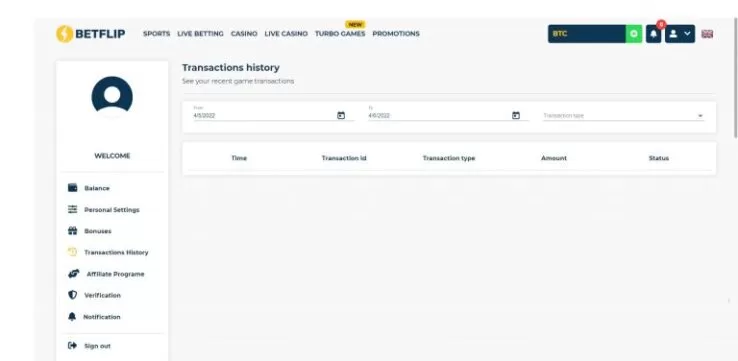 NEW
BETFLIP SPORTS LIVE BETTING CASINO LIVE CASINO TURBO GAMES PROMOTIONS BTC
Transactions history
See your recent game transactions
From To
4/5/2022 4/6/2022 Transaction type
WELCOME
Time Transaction id Transaction type Amount Status
Balance
Personal Settings
Bonuses
Transactions History
Affiliate Programe
Verification
Notification
Sign out